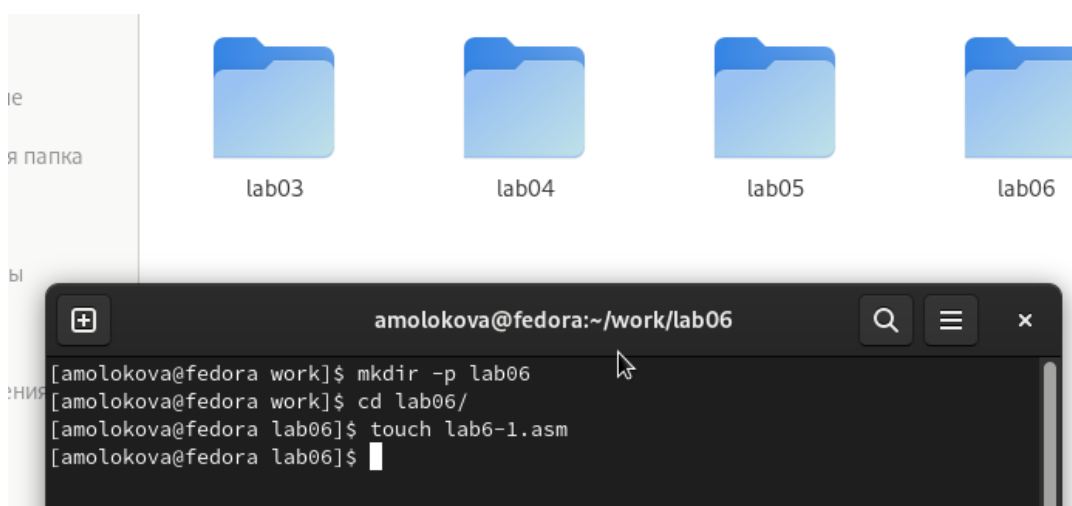 я папка
lab03
lab04
lab05
lab06
ы
amolokova@fedora:~/work/lab06
[amolokova@fedora work]$ mkdir -p lab06
[amolokova@fedora work]$ cd lab06/
[amolokova@fedora lab06]$ touch lab6-1.asm
[amolokova@fedora lab06]$